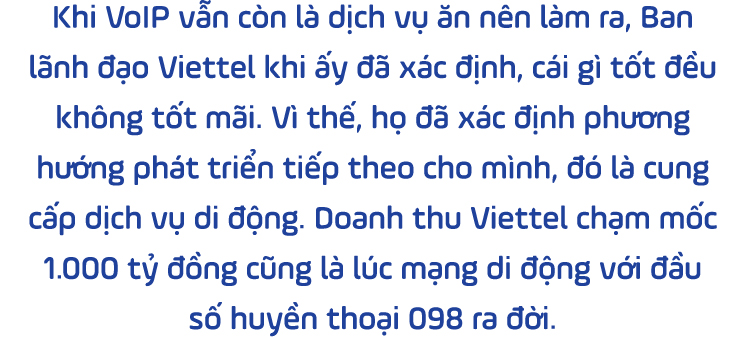 Khi VoIP vẫn còn là dịch vụ ăn nên làm ra, Ban
lãnh đạo Viettel khi ấy đã xác định, cái gì tốt đều
không tốt mãi. Vì thế, họ đã xác định phương
hướng phát triển tiếp theo cho mình, đó là cung
cấp dịch vụ di động. Doanh thu Viettel chạm mốc
1.000 tỷ đồng cũng là lúc mạng di động với đầu
số huyền thoại 098 ra đời.